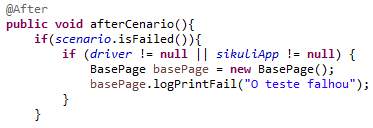 @After
public void afterCenario(){
if(scenario.isFailed()){
if (driver != null || sikuliApp != null) {
BasePage basePage = new BasePage();
basePage.logPrintFail("O teste falhou");
}
}